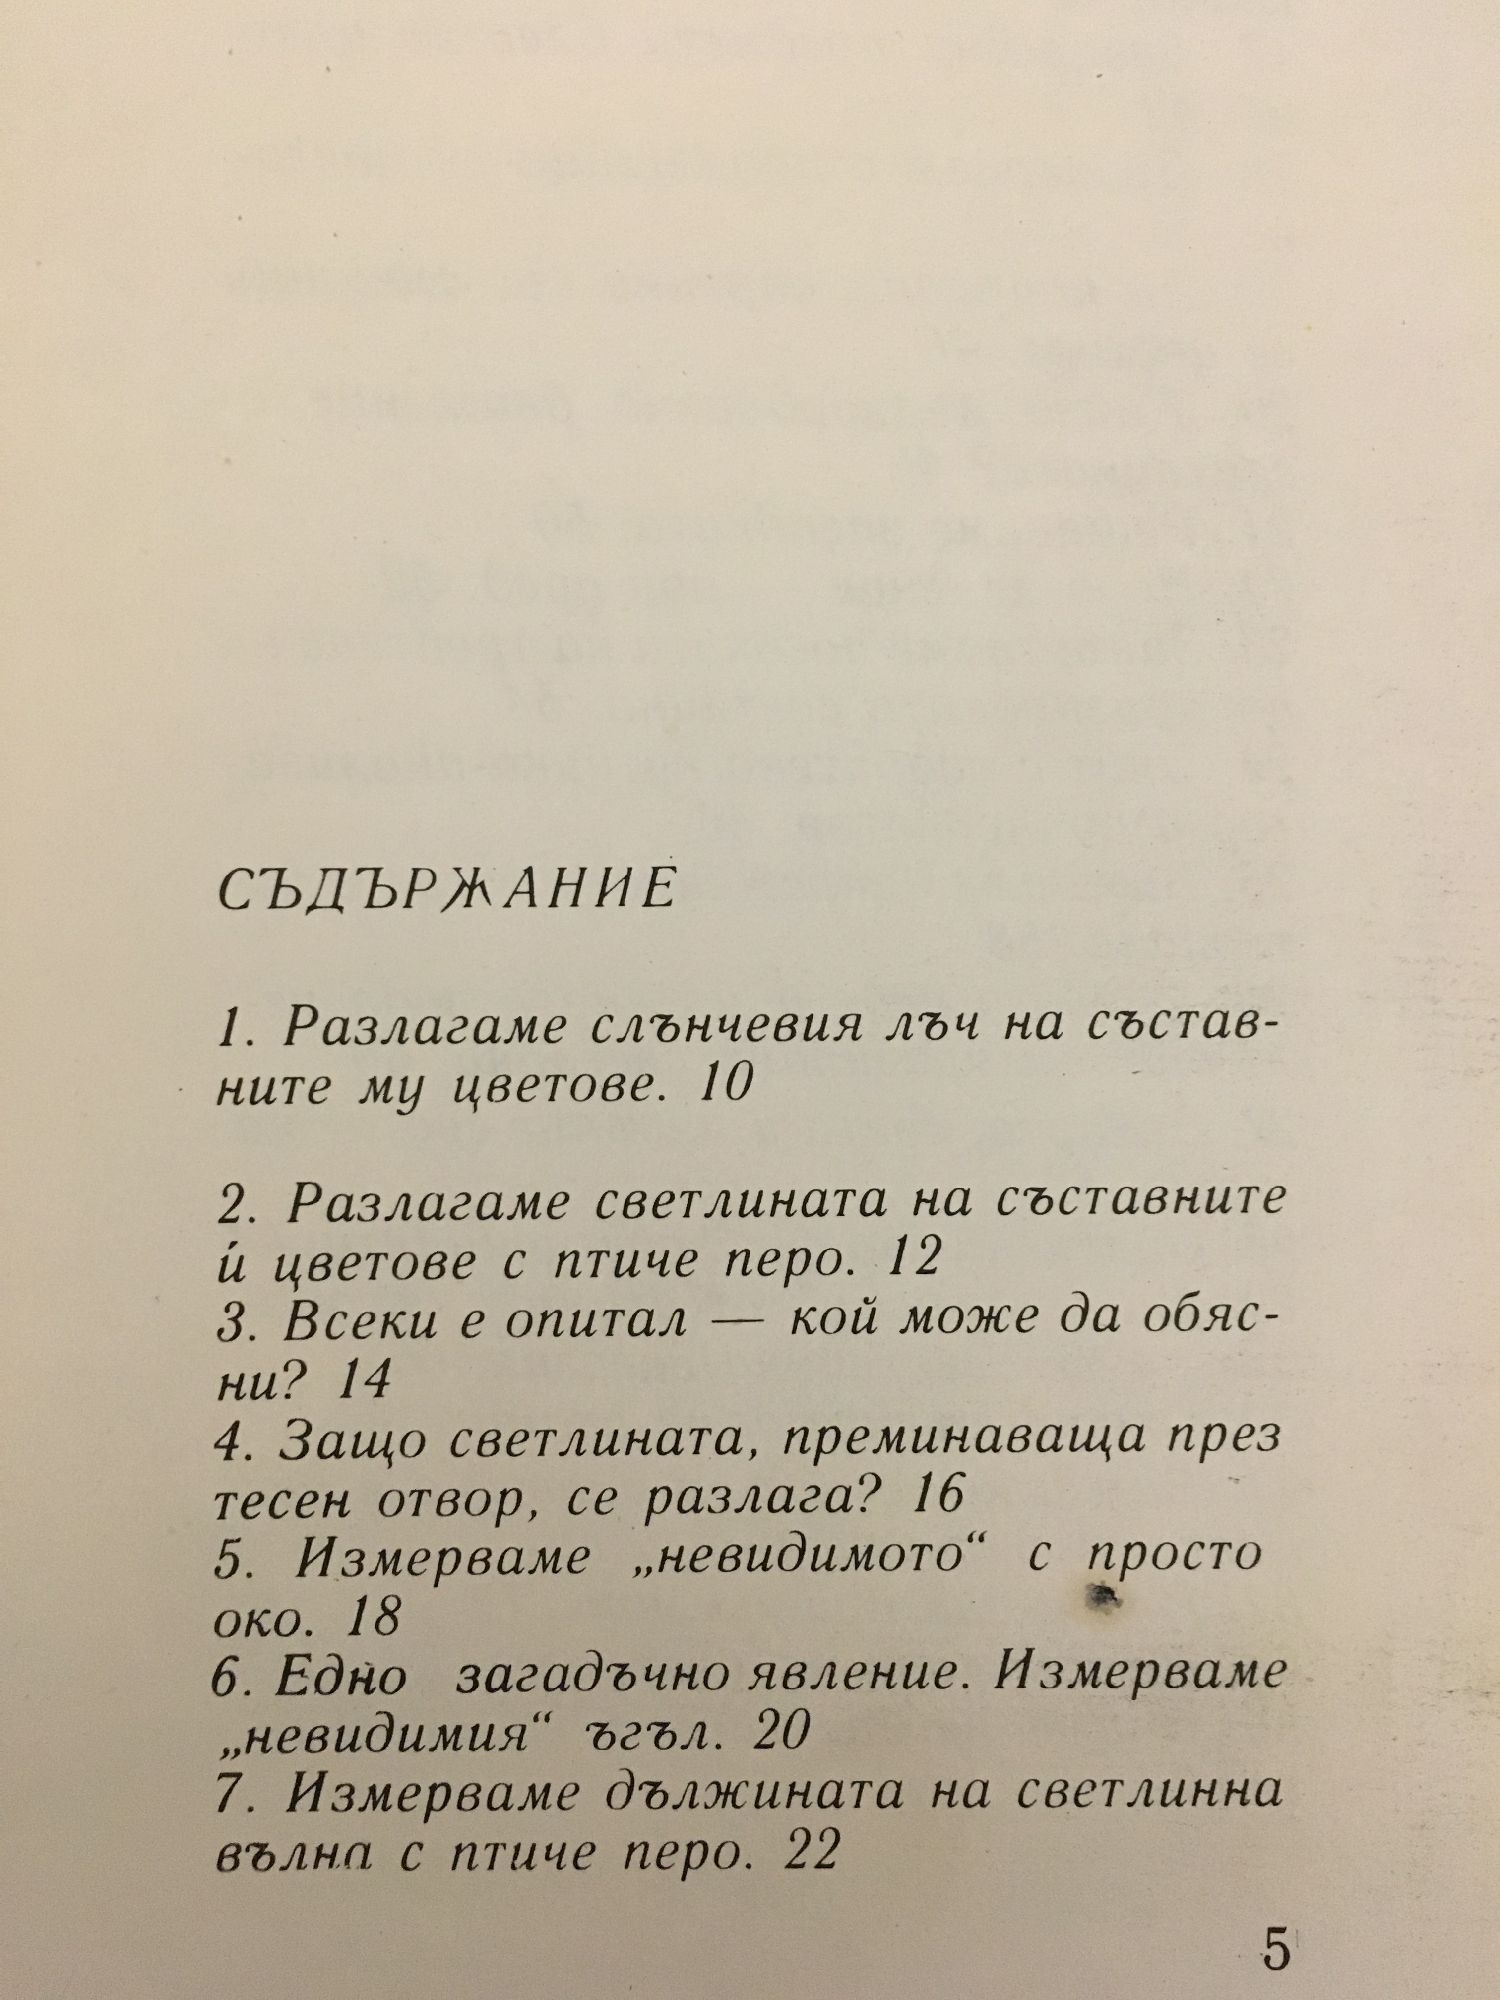 СЪДЪРЖАНИЕ
1. Разлагаме слънчевия лъч на състав-
ните му цветове. 10
2. Разлагаме светлината на съставните
ѝ цветове с птиче перо. 12
3. Всеки е опитал — кой може да обяс-
ни? 14
4. Защо светлината, преминаваща през
тесен отвор, се разлага? 16
5. Измерваме „невидимото“ с просто
око. 18
6. Едно загадъчно явление. Измерваме
„невидимия“ ъгъл. 20
7. Измерваме дължината на светлинна
вълна с птиче перо. 22
5